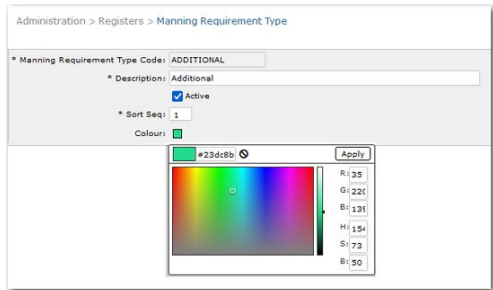 Administration > Registers > Manning Requirement Type
* Manning Requirement Type Code: ADDITIONAL
* Description: Additional
Active
* Sort Seq: 1
Colour:
#23dc8b Apply
R: 35
G: 220
B: 139
H: 154
S: 73
B: 50